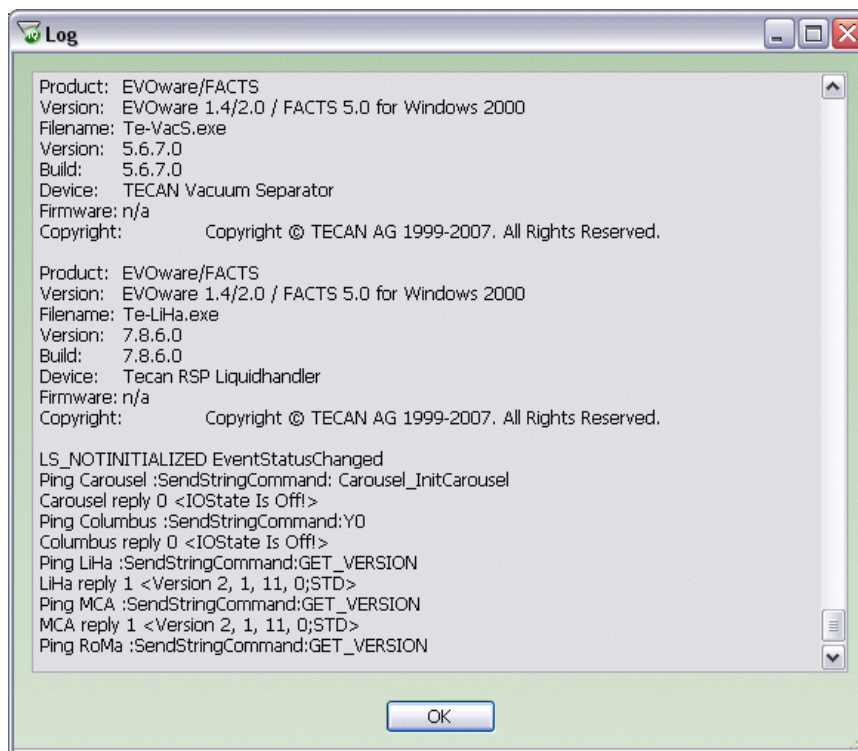 Log
Product: EVOware/FACTS
Version: EVOware 1.4/2.0 / FACTS 5.0 for Windows 2000
Filename: Te-VacS.exe
Version: 5.6.7.0
Build: 5.6.7.0
Device: TECAN Vacuum Separator
Firmware: n/a
Copyright: Copyright © TECAN AG 1999-2007. All Rights Reserved.
Product: EVOware/FACTS
Version: EVOware 1.4/2.0 / FACTS 5.0 for Windows 2000
Filename: Te-LiHa.exe
Version: 7.8.6.0
Build: 7.8.6.0
Device: Tecan RSP Liquidhandler
Firmware: n/a
Copyright: Copyright © TECAN AG 1999-2007. All Rights Reserved.
LS_NOTINITIALIZED EventStatusChanged
Ping Carousel :SendStringCommand: Carousel_InitCarousel
Carousel reply 0 <IOState Is Off!>
Ping Columbus :SendStringCommand:Y0
Columbus reply 0 <IOState Is Off!>
Ping LiHa :SendStringCommand:GET_VERSION
LiHa reply 1 <Version 2, 1, 11, 0;STD>
Ping MCA :SendStringCommand:GET_VERSION
MCA reply 1 <Version 2, 1, 11, 0;STD>
Ping RoMa :SendStringCommand:GET_VERSION
OK